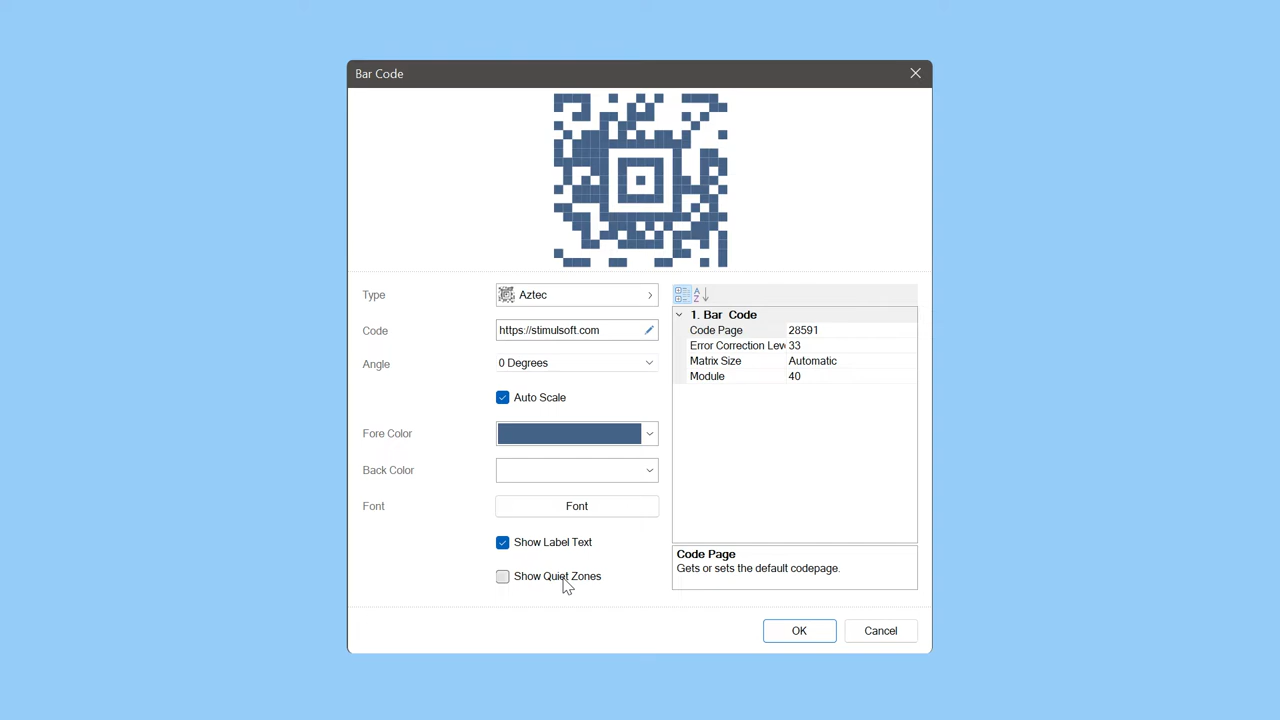 Bar Code
Type
Aztec
Code
https://stimulsoft.com
Angle
0 Degrees
Auto Scale
Fore Color
Back Color
Font
Font
Show Label Text
Show Quiet Zones
A
Z
1. Bar Code
Code Page 28591
Error Correction Lev 33
Matrix Size Automatic
Module 40
Code Page
Gets or sets the default codepage.
OK
Cancel